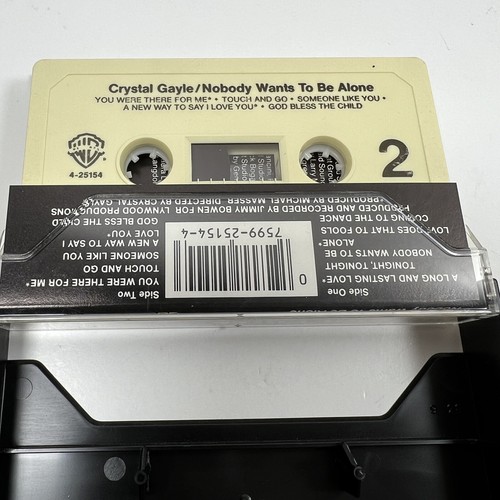 Crystal Gayle/Nobody Wants To Be Alone
YOU WERE THERE FOR ME* • TOUCH AND GO • SOMEONE LIKE YOU •
A NEW WAY TO SAY I LOVE YOU* • GOD BLESS THE CHILD
4-25154
2
Side One
A LONG AND LASTING LOVE*
TONIGHT, TONIGHT
NOBODY WANTS TO BE
ALONE*
LOVE DOES THAT TO FOOLS
COMING TO THE DANCE
0
7599-25154-4
Side Two
YOU WERE THERE FOR ME*
TOUCH AND GO
SOMEONE LIKE YOU
A NEW WAY TO SAY I
LOVE YOU*
GOD BLESS THE CHILD
PRODUCED AND RECORDED BY JIMMY BOWEN FOR LYNWOOD PRODUCTIONS
*PRODUCED BY MICHAEL MASSER. DIRECTED BY CRYSTAL GAYLE